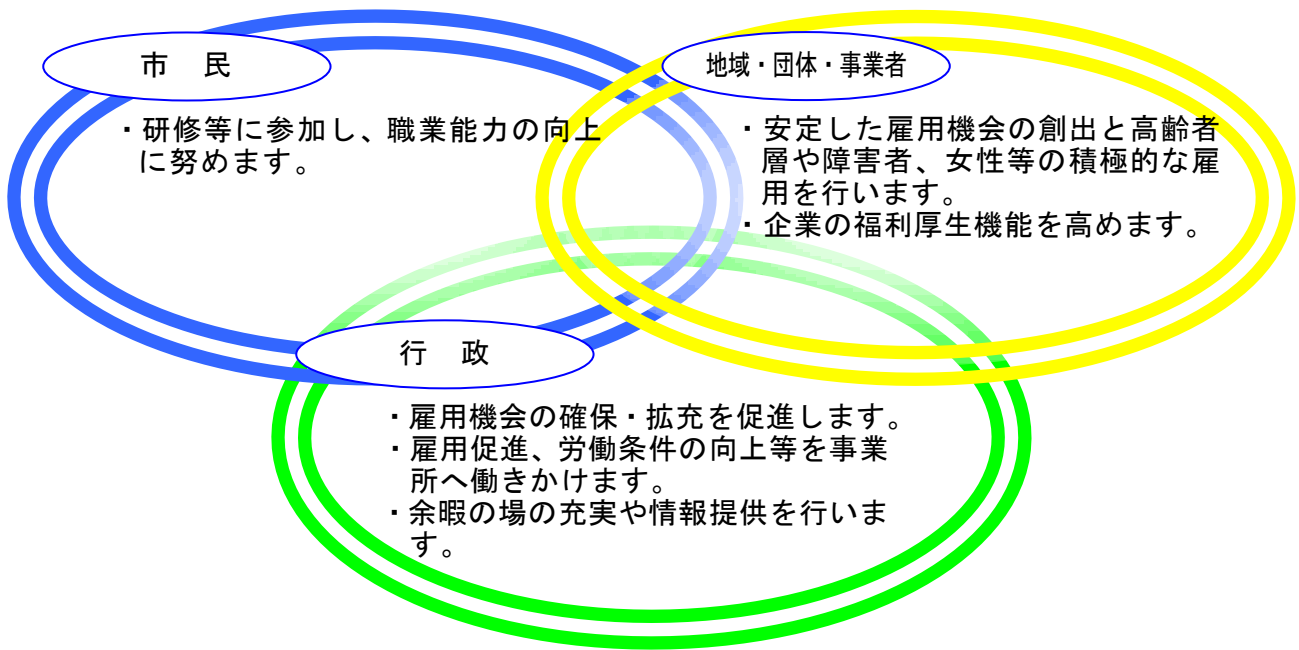 市　民
・研修等に参加し、職業能力の向上
に努めます。
地域・団体・事業者
・安定した雇用機会の創出と高齢者
層や障害者、女性等の積極的な雇
用を行います。
・企業の福利厚生機能を高めます。
行　政
・雇用機会の確保・拡充を促進します。
・雇用促進、労働条件の向上等を事業
所へ働きかけます。
・余暇の場の充実や情報提供を行いま
す。